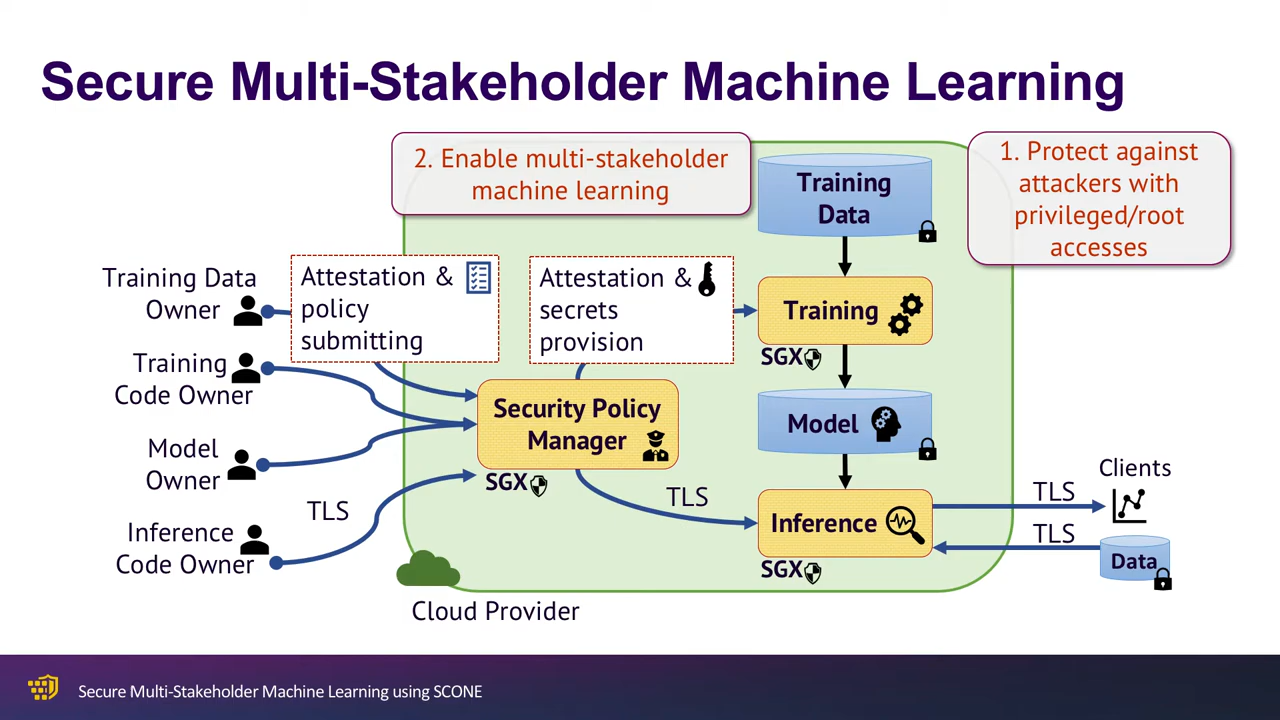 Secure Multi-Stakeholder Machine Learning
2. Enable multi-stakeholder
machine learning
1. Protect against
attackers with
privileged/root
accesses
Training
Data
Training Data
Owner
Attestation &
policy
submitting
Attestation &
secrets
provision
Training
SGX
Training
Code Owner
Security Policy
Manager
SGX
Model
Model
Owner
TLS
TLS
Inference
SGX
Clients
TLS
TLS
Data
Inference
Code Owner
Cloud Provider
Secure Multi-Stakeholder Machine Learning using SCONE